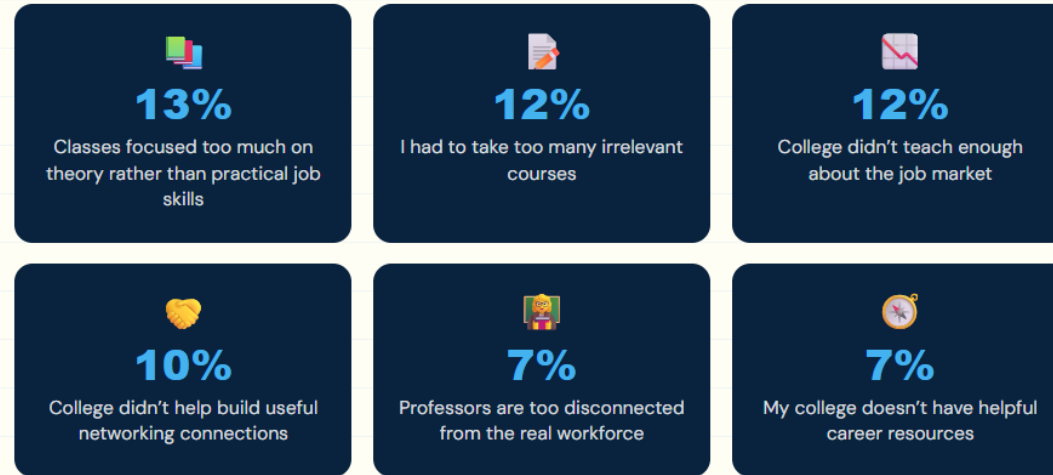 13%
Classes focused too much on
theory rather than practical job
skills
12%
I had to take too many irrelevant
courses
12%
College didn’t teach enough
about the job market
10%
College didn’t help build useful
networking connections
7%
Professors are too disconnected
from the real workforce
7%
My college doesn’t have helpful
career resources